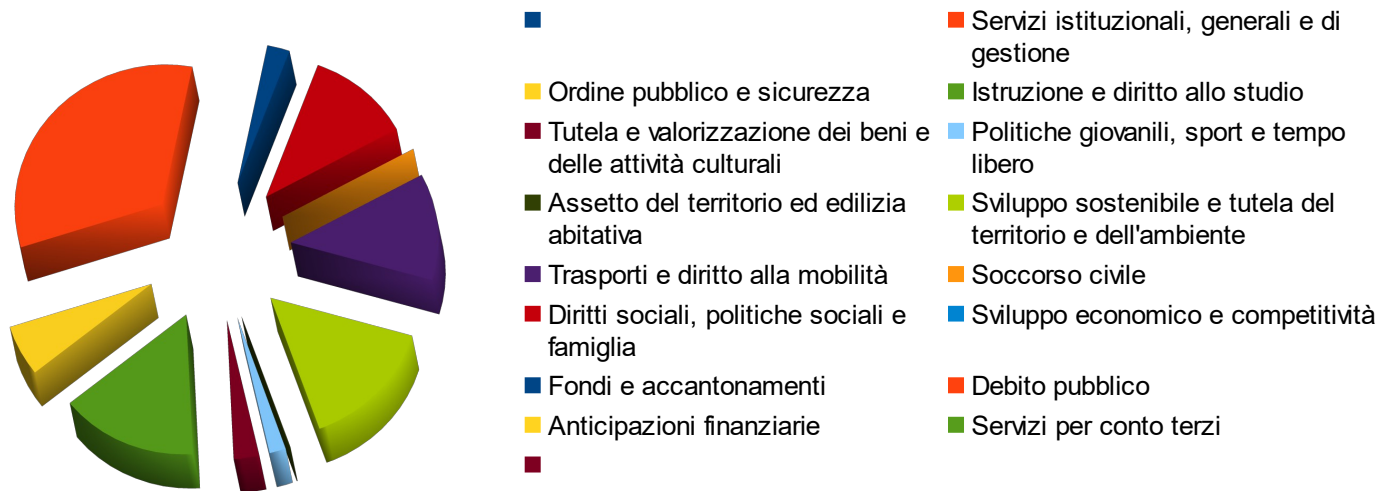 Servizi istituzionali, generali e di
gestione
Ordine pubblico e sicurezza
Istruzione e diritto allo studio
Tutela e valorizzazione dei beni e
delle attività culturali
Politiche giovanili, sport e tempo
libero
Assetto del territorio ed edilizia
abitativa
Sviluppo sostenibile e tutela del
territorio e dell'ambiente
Trasporti e diritto alla mobilità
Soccorso civile
Diritti sociali, politiche sociali e
famiglia
Sviluppo economico e competitività
Fondi e accantonamenti
Debito pubblico
Anticipazioni finanziarie
Servizi per conto terzi